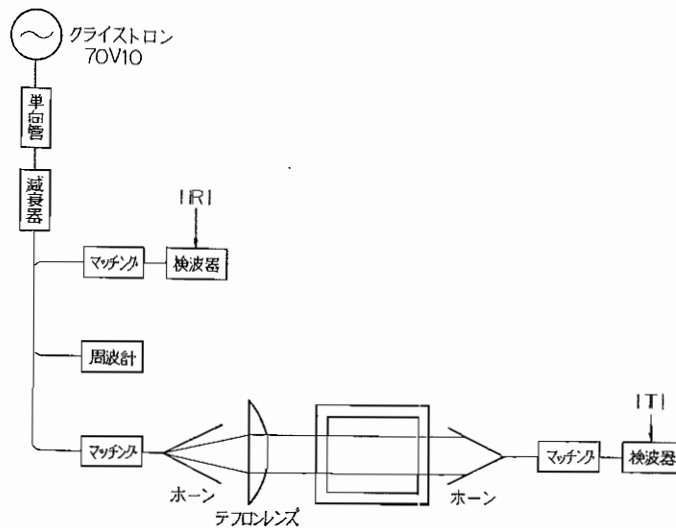 クライストロン
70V10
単向管
減衰器
|R|
マッチング
検波器
周波計
|T|
マッチング
ホーン
テフロンレンズ
ホーン
マッチング
検波器